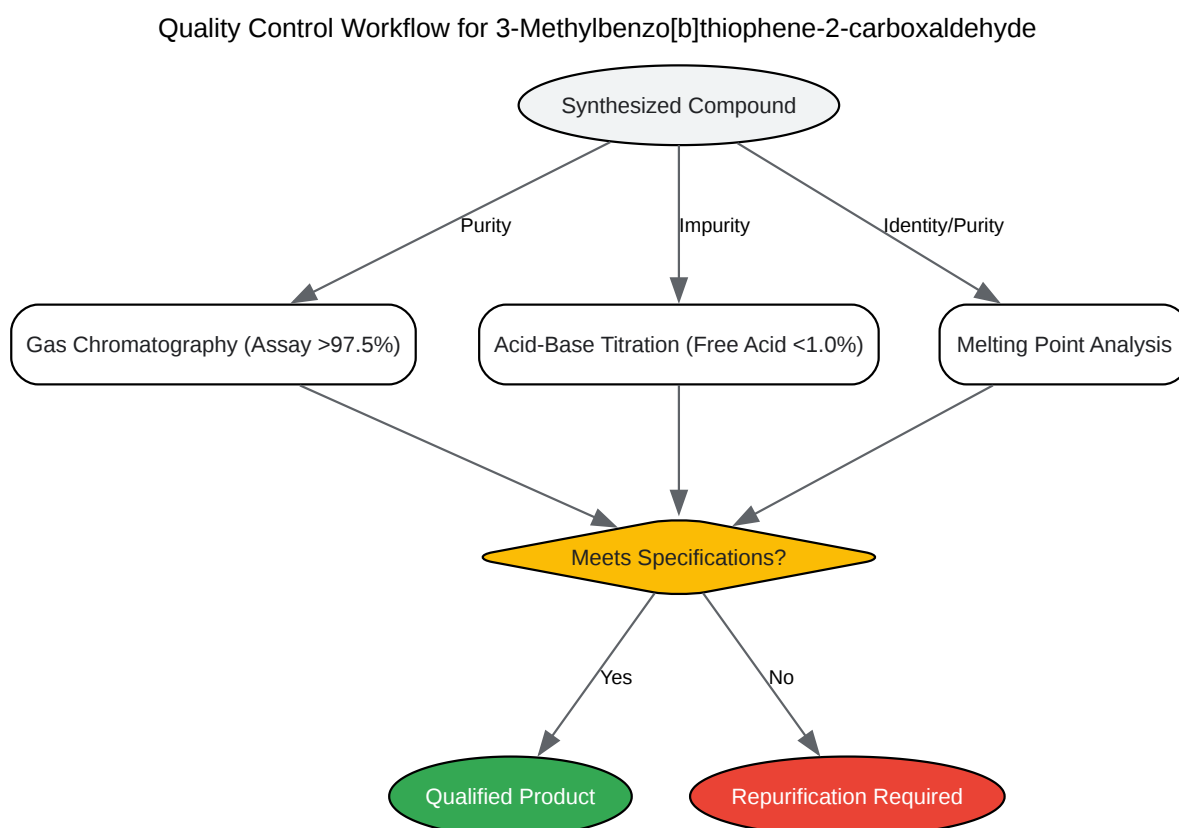 Quality Control Workflow for 3-Methylbenzo[b]thiophene-2-carboxaldehyde
Synthesized Compound
Purity
Impurity
Identity/Purity
Gas Chromatography (Assay >97.5%)
Acid-Base Titration (Free Acid <1.0%)
Melting Point Analysis
Meets Specifications?
Yes
No
Qualified Product
Repurification Required